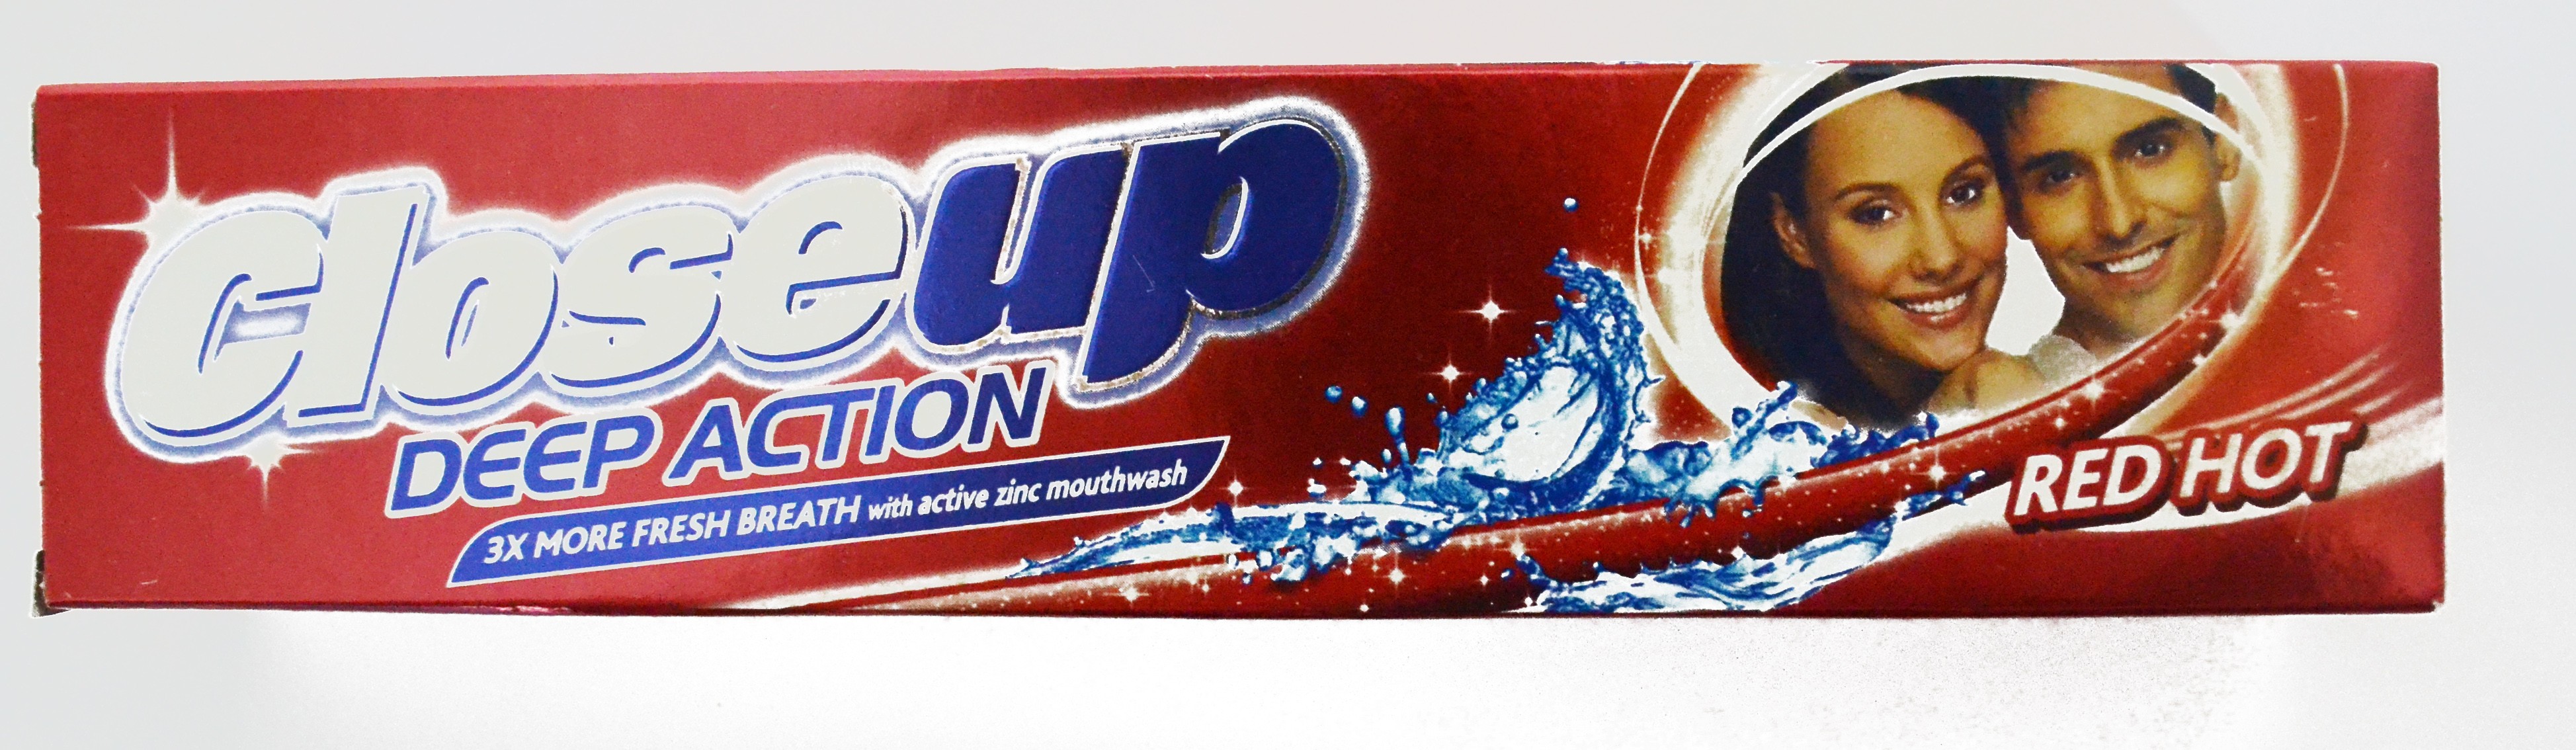 closeup
DEEP ACTION
3X MORE FRESH BREATH with active zinc mouthwash
RED HOT